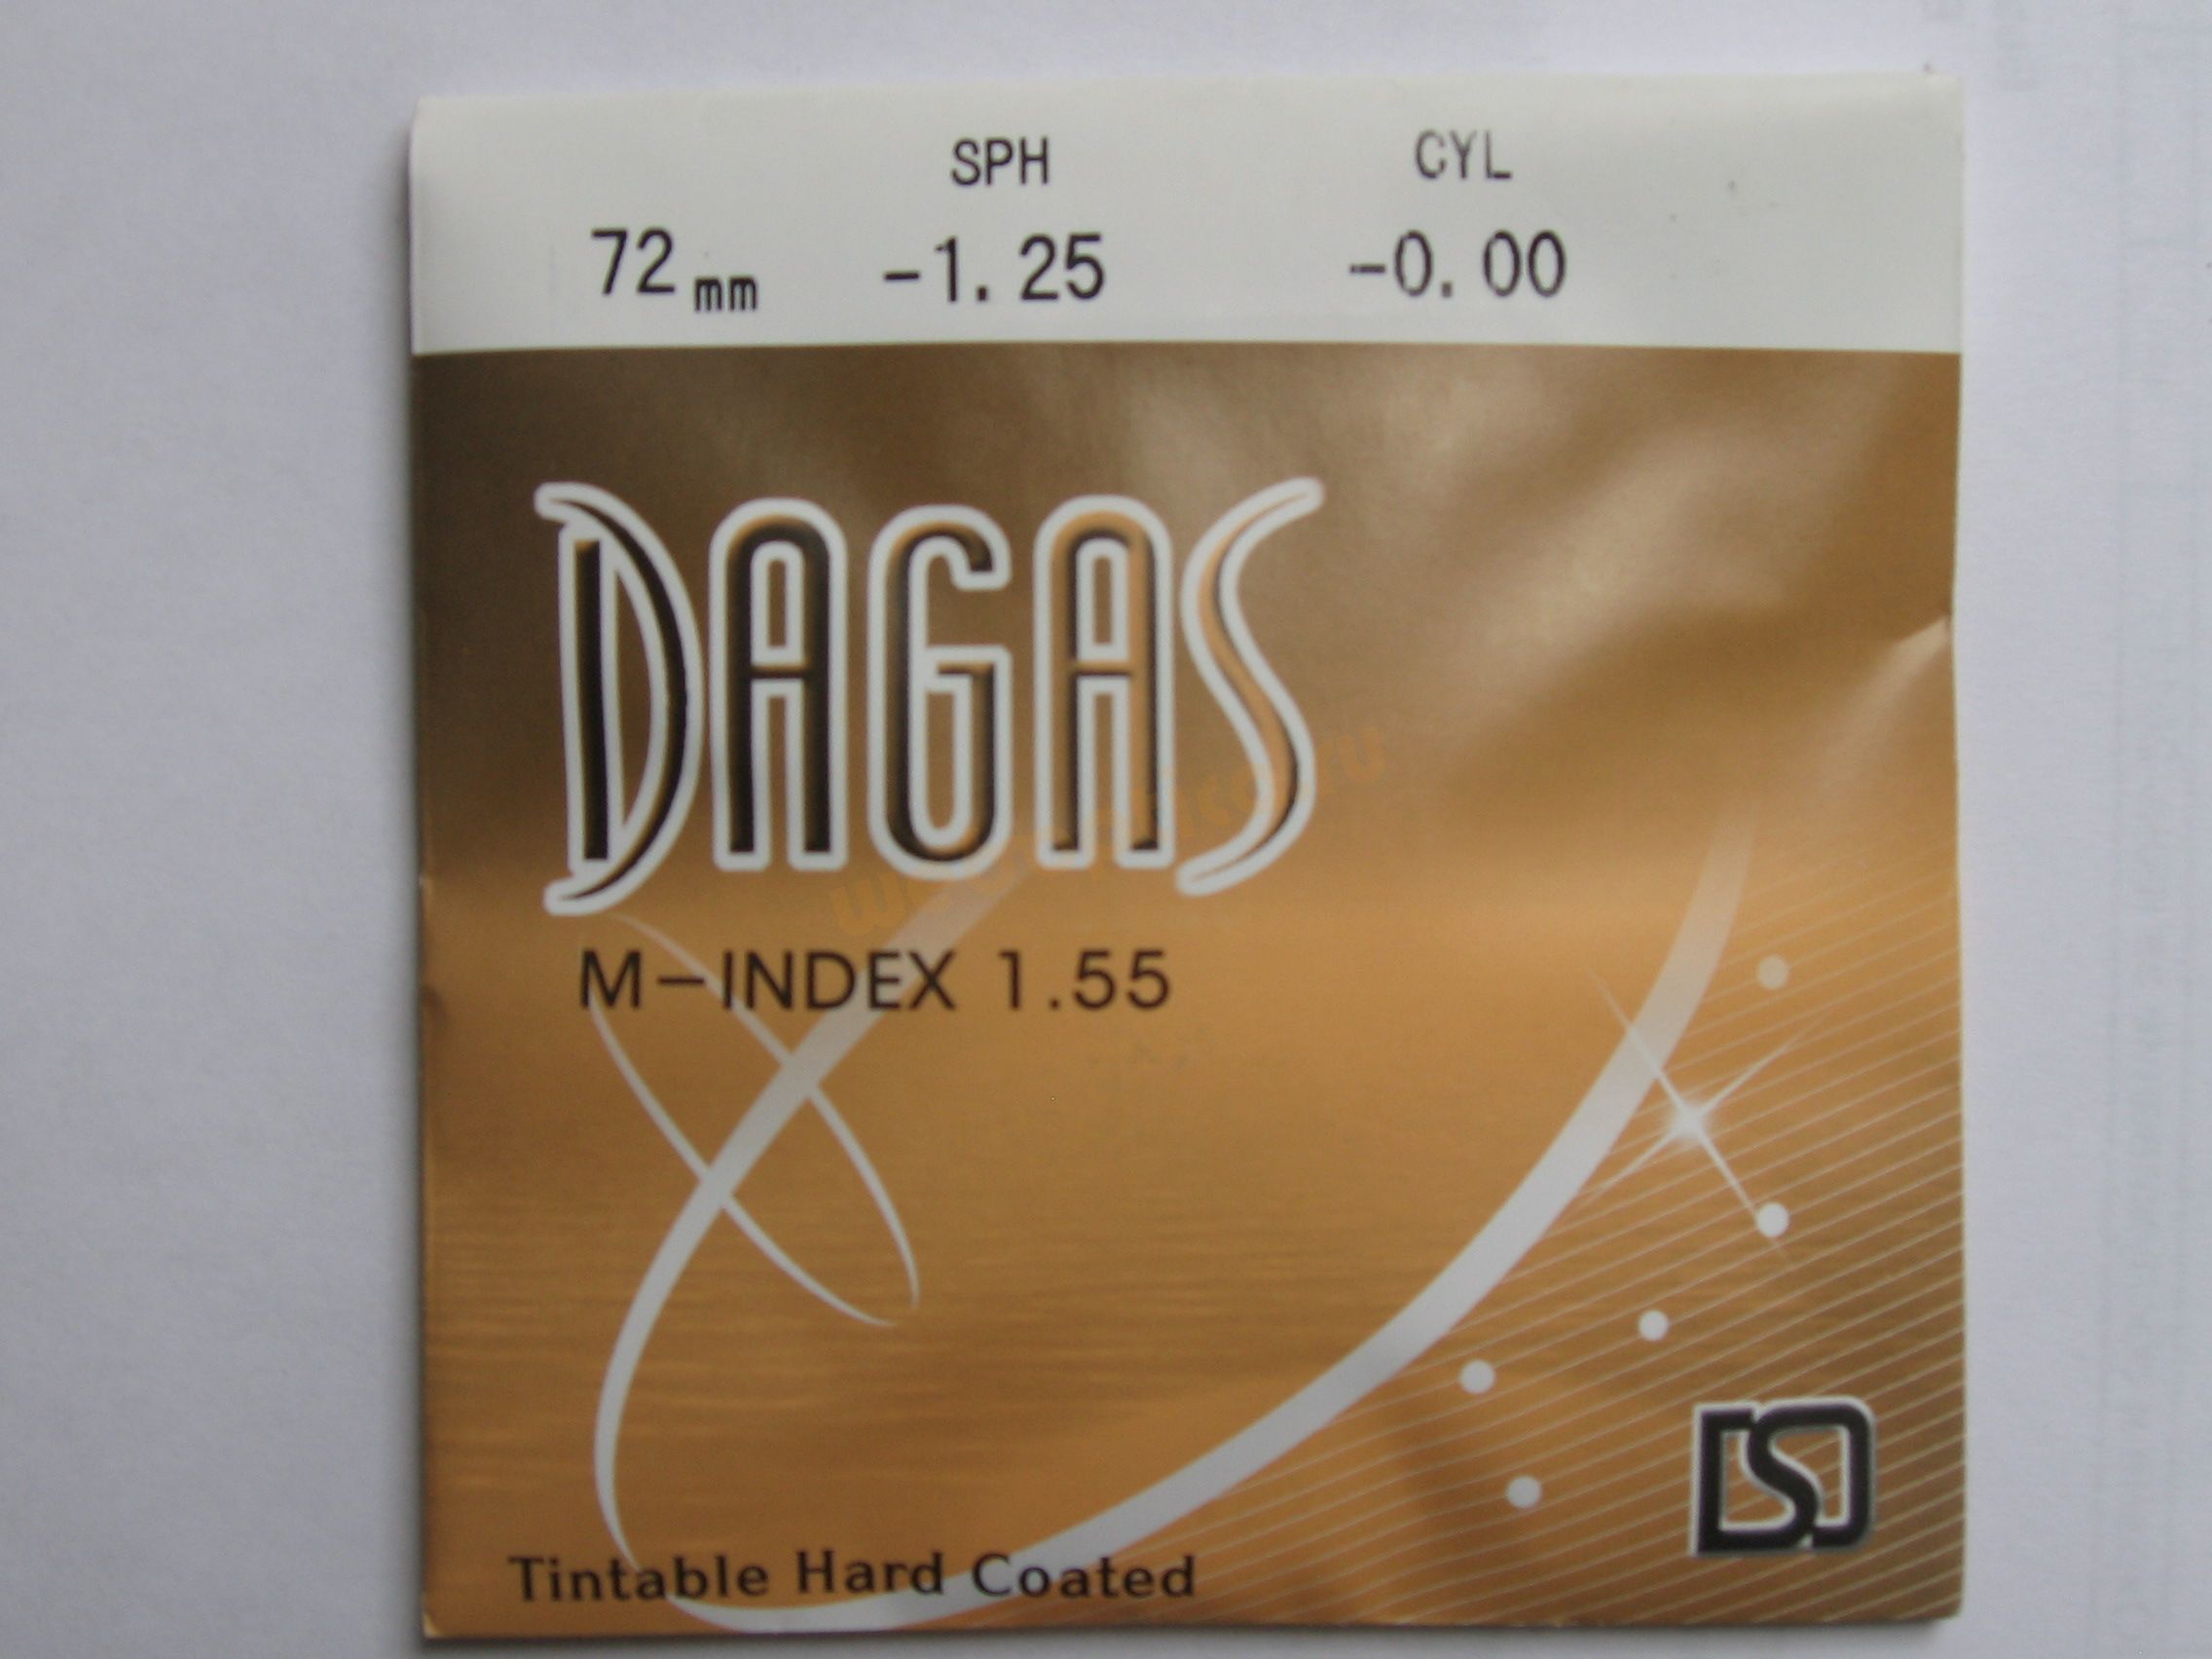 SPH CYL
72mm -1.25 -0.00
DAGAS
M-INDEX 1.55
Tintable Hard Coated